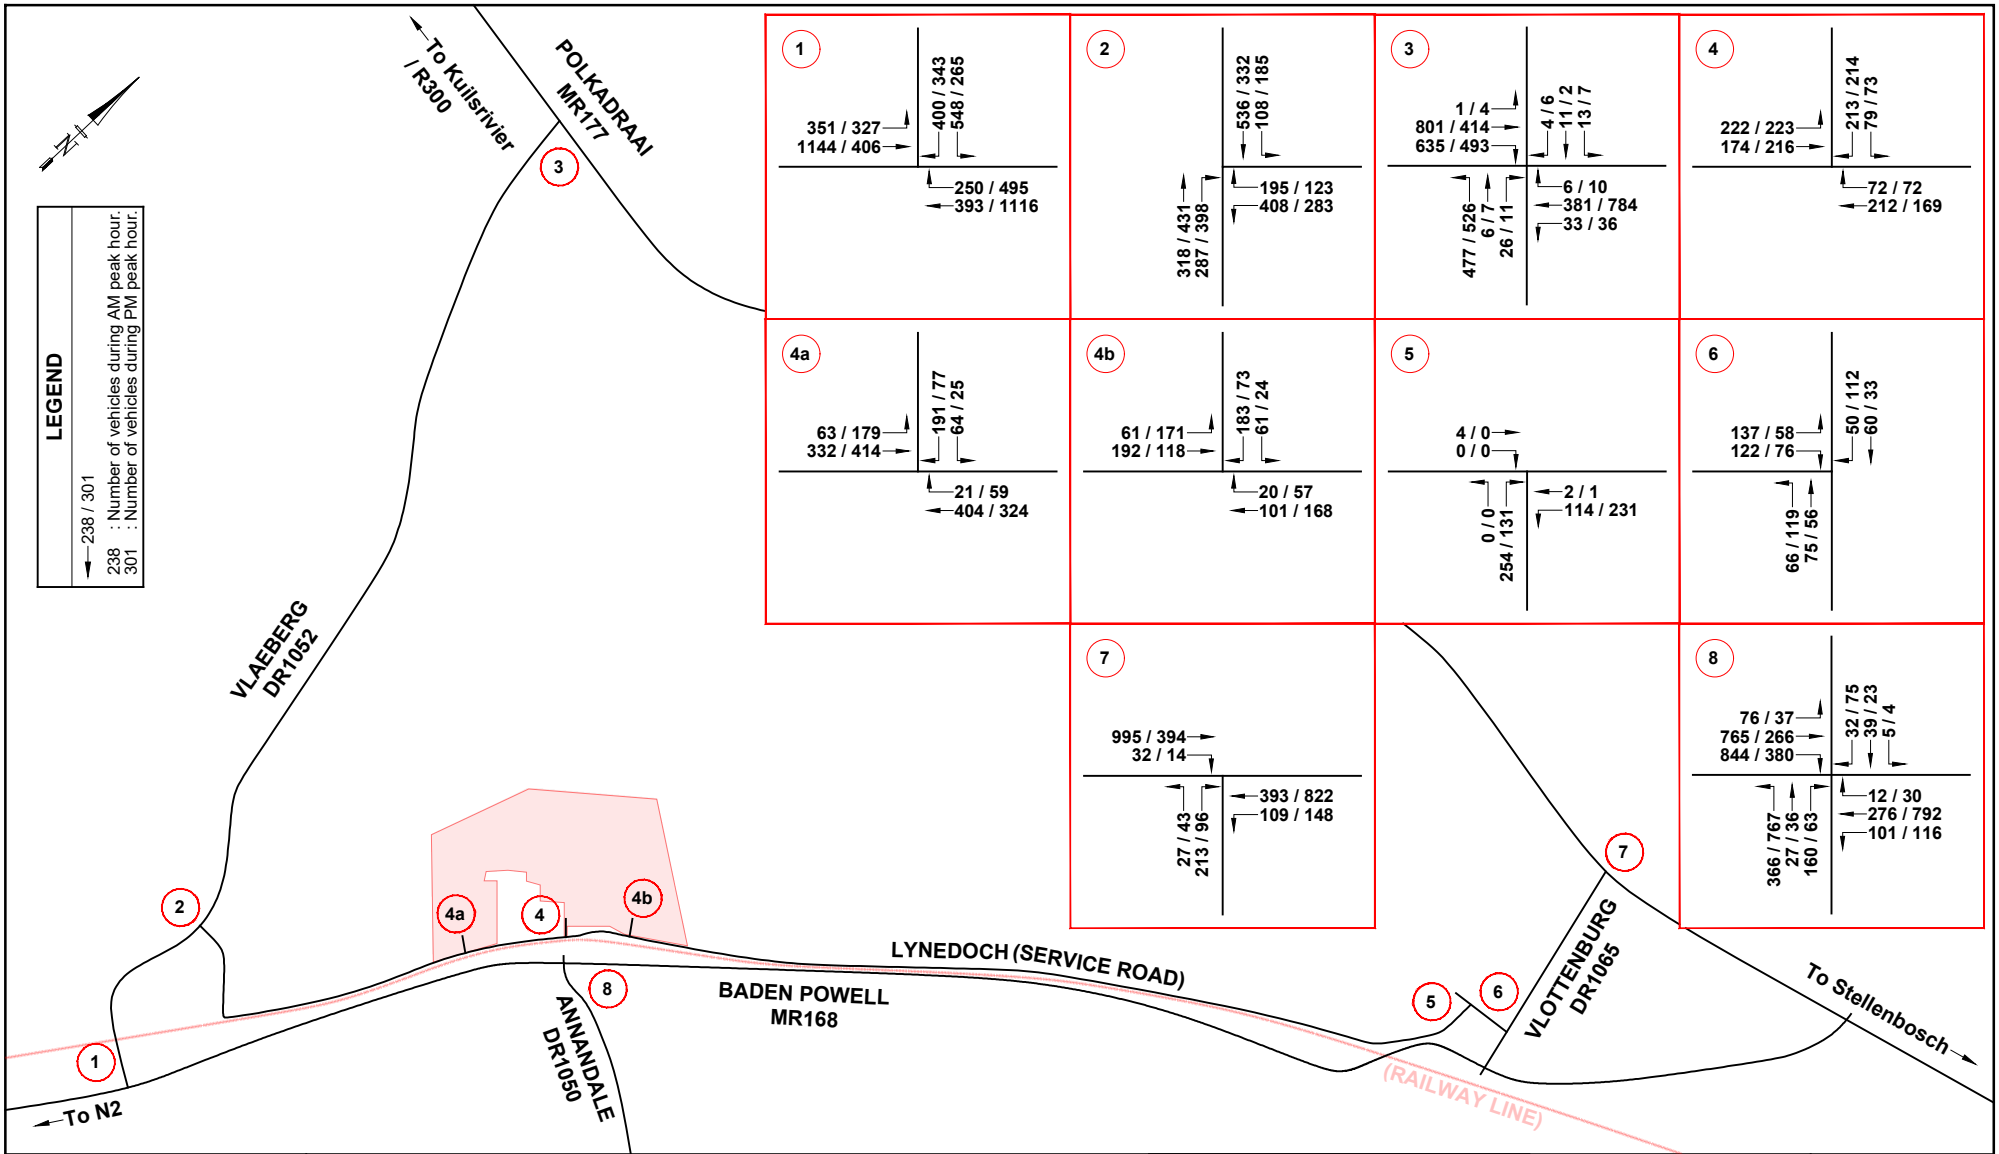 To Kuilsrivier
/ R300
POLKADRAAI
MR177
N
3
LEGEND
238 / 301
238 : Number of vehicles during AM peak hour.
301 : Number of vehicles during PM peak hour.
VLAEBERG
DR1052
2
1
To N2
4a
4
4b
8
ANNANDALE
DR1050
BADEN POWELL
MR168
LYNEDOCH (SERVICE ROAD)
5
6
7
VLOTTENBURG
DR1065
To Stellenbosch
(RAILWAY LINE)
1
351 / 327
1144 / 406
400 / 343
548 / 265
250 / 495
393 / 1116
2
536 / 332
108 / 185
318 / 431
287 / 398
195 / 123
408 / 283
3
1 / 4
801 / 414
635 / 493
4 / 6
11 / 2
13 / 7
477 / 526
6 / 7
26 / 11
6 / 10
381 / 784
33 / 36
4
222 / 223
174 / 216
213 / 214
79 / 73
72 / 72
212 / 169
4a
63 / 179
332 / 414
191 / 77
64 / 25
21 / 59
404 / 324
4b
61 / 171
192 / 118
183 / 73
61 / 24
20 / 57
101 / 168
5
4 / 0
0 / 0
0 / 0
254 / 131
2 / 1
114 / 231
6
137 / 58
122 / 76
50 / 112
60 / 33
66 / 119
75 / 56
7
995 / 394
32 / 14
27 / 43
213 / 96
393 / 822
109 / 148
8
76 / 37
765 / 266
844 / 380
32 / 75
39 / 23
5 / 4
366 / 767
27 / 36
160 / 63
12 / 30
276 / 792
101 / 116